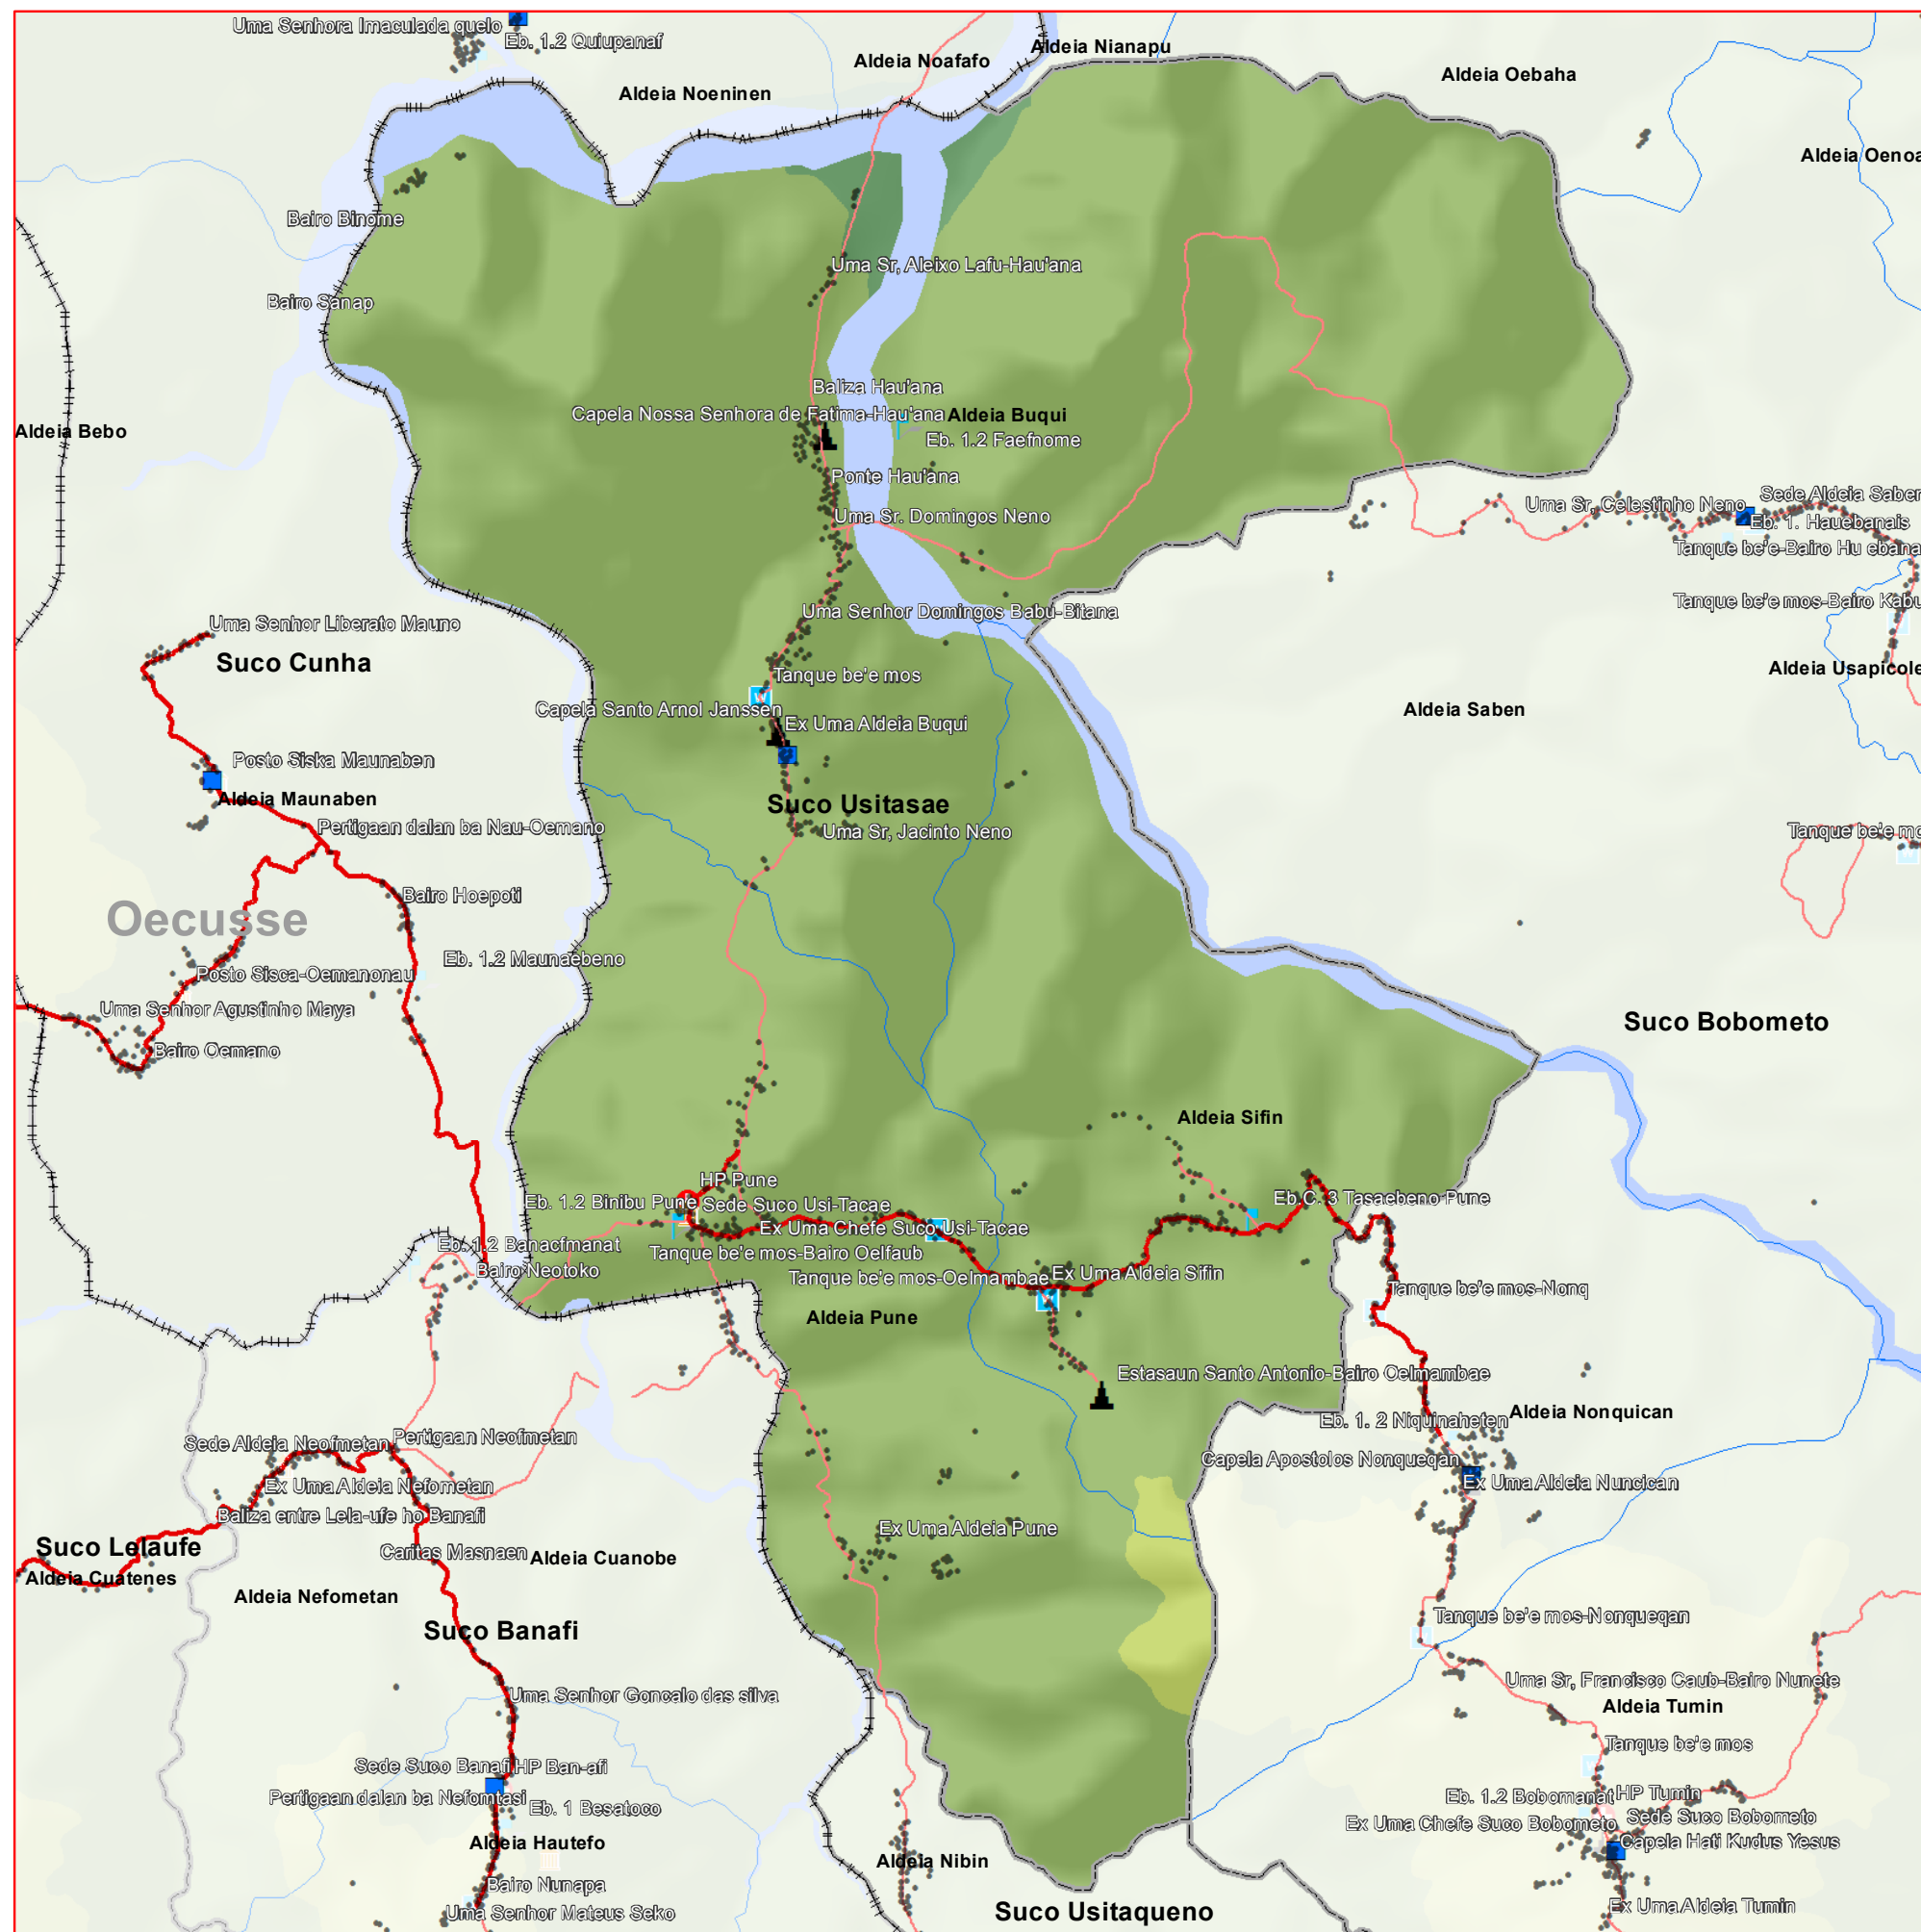 Uma Senhora Imaculada quelo
Eb. 1.2 Quiupanaf
Aldeia Noafafo
Aldeia Nianapu
Aldeia Oebaha
Aldeia Noeninen
Aldeia Oenoa
Bairo Binome
Uma Sr, Aleixo Lafu-Hau'ana
Bairo Sanap
Baliza Hau'ana
Capela Nossa Senhora de Fatima-Hau'ana
Aldeia Buqui
Aldeia Bebo
Eb. 1.2 Faefnome
Ponte Hau'ana
Sede Aldeia Saben
Uma Sr, Celestinho Neno
Uma Sr. Domingos Neno
Eb. 1. Hauebanais
Tanque be'e-Bairo Hu ebana
Tanque be'e mos-Bairo Kabu
Uma Senhor Domingos Babu-Bitana
Uma Senhor Liberato Mauno
Suco Cunha
Aldeia Usapicole
Tanque be'e mos
Capela Santo Arnol Janssen
Aldeia Saben
Ex Uma Aldeia Buqui
Posto Siska Maunaben
Aldeia Maunaben
Suco Usitasae
Pertigaan dalan ba Nau-Oemano
Uma Sr, Jacinto Neno
Tanque be'e mo
Bairo Hoepoti
Oecusse
Eb. 1.2 Maunaebeno
Posto Sisca-Oemanonau
Uma Senhor Agustinho Maya
Suco Bobometo
Bairo Oemano
Aldeia Sifin
HP Pune
Eb. 1.2 Binibu Pune
Sede Suco Usi-Tacae
Eb.C. 3 Tasaebeno-Pune
Ex Uma Chefe Suco Usi-Tacae
Eb. 1.2 Banacfmanat
Tanque be'e mos-Bairo Oelfaub
Bairo Neotoko
Tanque be'e mos-Oelmambae
Ex Uma Aldeia Sifin
Tanque be'e mos-Nonq
Aldeia Pune
Estasaun Santo Antonio-Bairo Oelmambae
Eb. 1. 2 Niquinaheten
Aldeia Nonquican
Sede Aldeia Neofmetan
Pertigaan Neofmetan
Capela Apostolos Nonqueqan
Ex Uma Aldeia Nefometan
Ex Uma Aldeia Nuncican
Baliza entre Lela-ufe ho Banafi
Ex Uma Aldeia Pune
Suco Lelaufe
Caritas Masnaen
Aldeia Cuanobe
Aldeia Cuatenes
Aldeia Nefometan
Tanque be'e mos-Nonqueqan
Suco Banafi
Uma Sr, Francisco Caub-Bairo Nunete
Uma Senhor Goncalo das silva
Aldeia Tumin
Tanque be'e mos
Sede Suco Banafi
HP Ban-afi
Pertigaan dalan ba Nefomtasi
Eb. 1.2 Bobomanat
HP Tumin
Eb. 1 Besatoco
Sede Suco Bobometo
Ex Uma Chefe Suco Bobometo
Aldeia Hautefo
Capela Hati Kudus Yesus
Aldeia Nibin
Bairo Nunapa
Ex Uma Aldeia Tumin
Uma Senhor Mateus Seko
Suco Usitaqueno